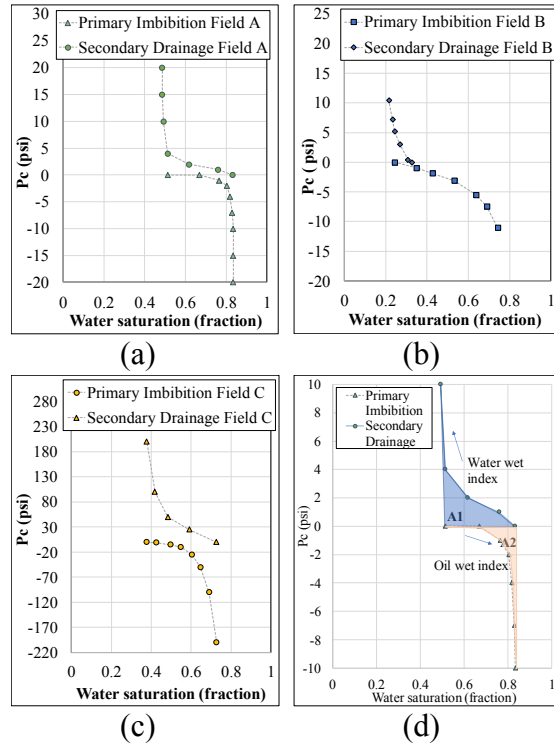 Primary Imbibition Field A
Secondary Drainage Field A
30
25
20
15
10
5
0
-5
-10
-15
-20
Pc (psi)
0 0.2 0.4 0.6 0.8 1
Water saturation (fraction)
(a)
Primary Imbibition Field B
Secondary Drainage Field B
25
20
15
10
5
0
-5
-10
-15
-20
Pc (psi)
0 0.2 0.4 0.6 0.8 1
Water saturation (fraction)
(b)
Primary Imbibition Field C
Secondary Drainage Field C
280
230
180
130
80
30
-20
-70
-120
-170
-220
Pc (psi)
0 0.2 0.4 0.6 0.8 1
Water saturation (fraction)
(c)
Primary
Imbibition
Secondary
Drainage
10
8
6
4
2
0
-2
-4
-6
-8
-10
Pc (psi)
Water wet
index
A1
A2
Oil wet index
0 0.2 0.4 0.6 0.8 1
Water saturation (fraction)
(d)